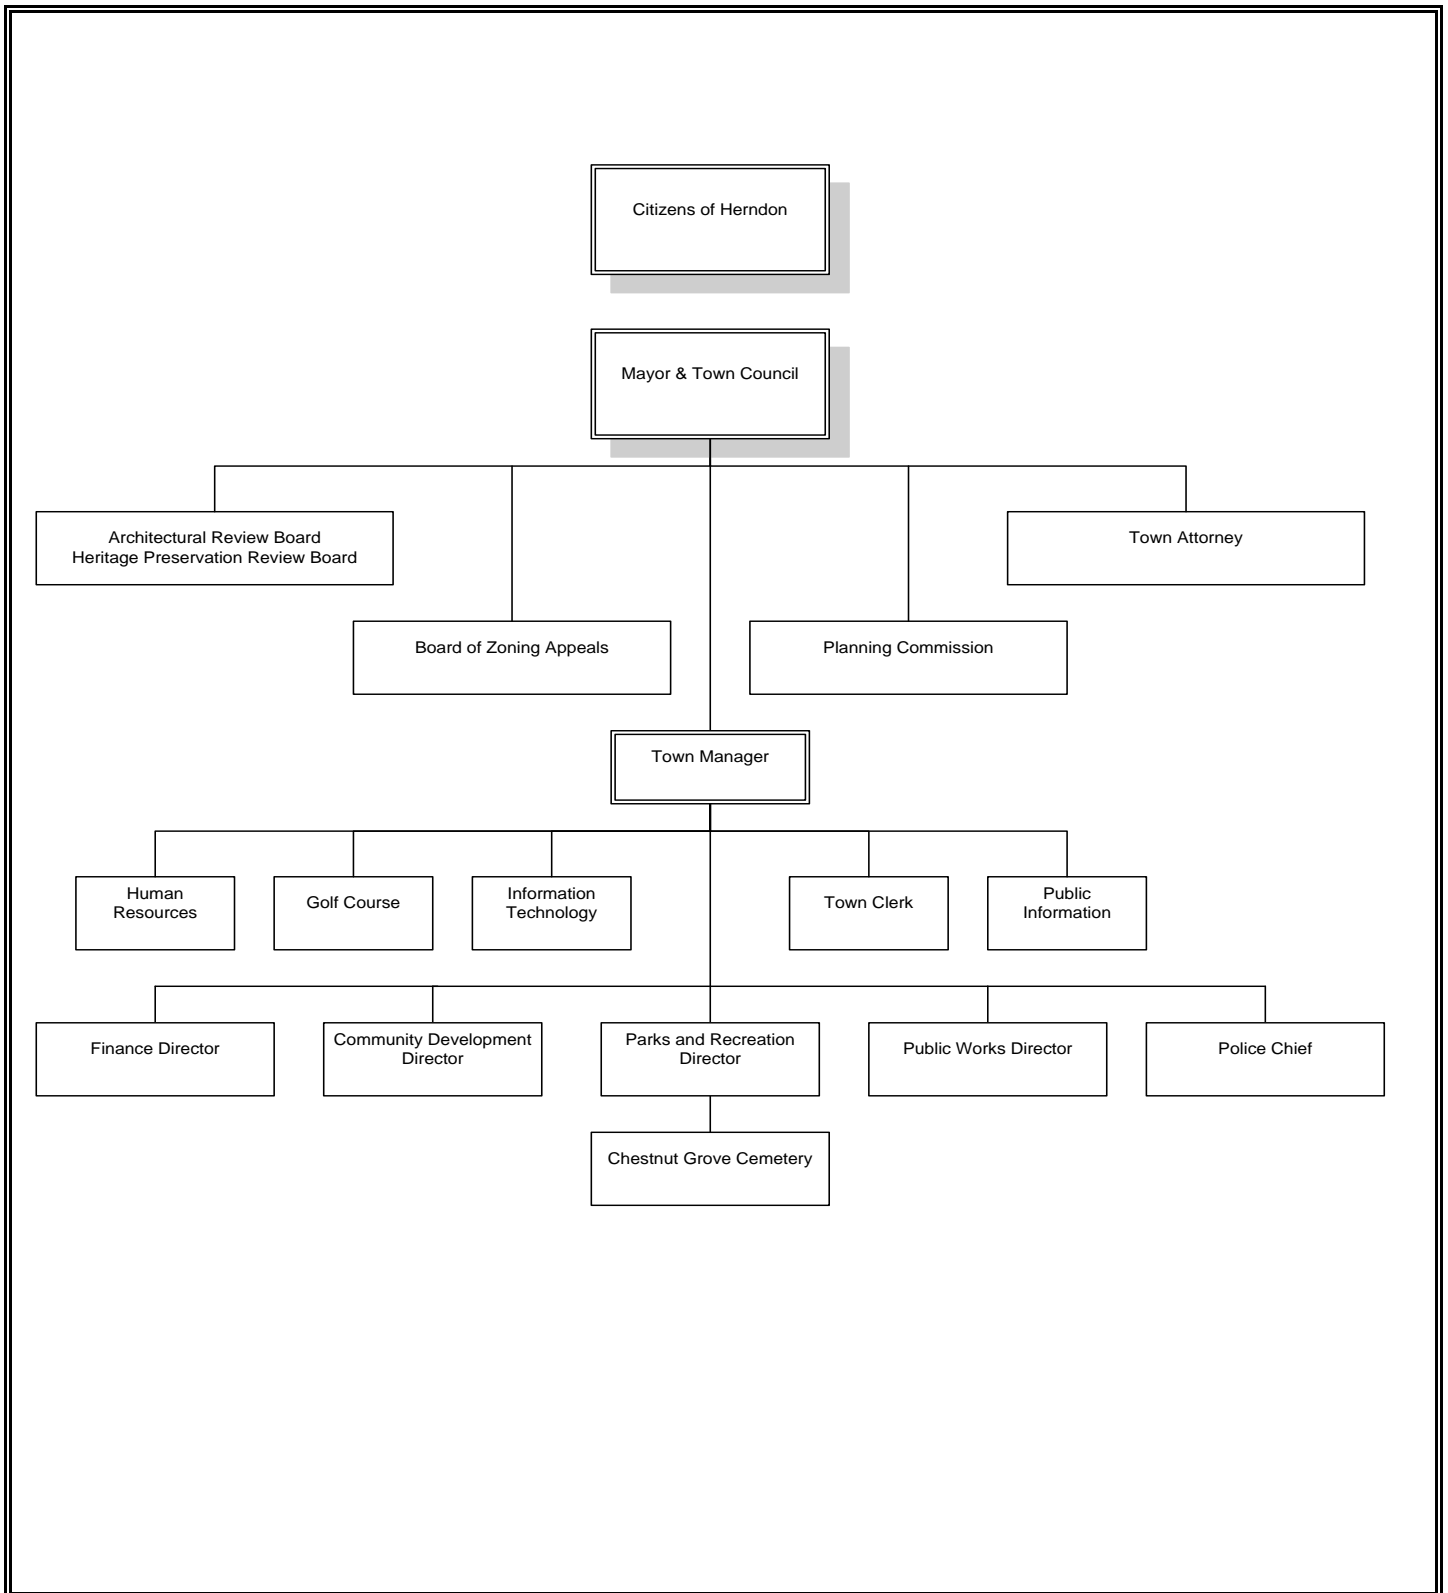 Citizens of Herndon
Mayor & Town Council
Architectural Review Board
Heritage Preservation Review Board
Town Attorney
Board of Zoning Appeals
Planning Commission
Town Manager
Human
Resources
Golf Course
Information
Technology
Town Clerk
Public
Information
Finance Director
Community Development
Director
Parks and Recreation
Director
Public Works Director
Police Chief
Chestnut Grove Cemetery